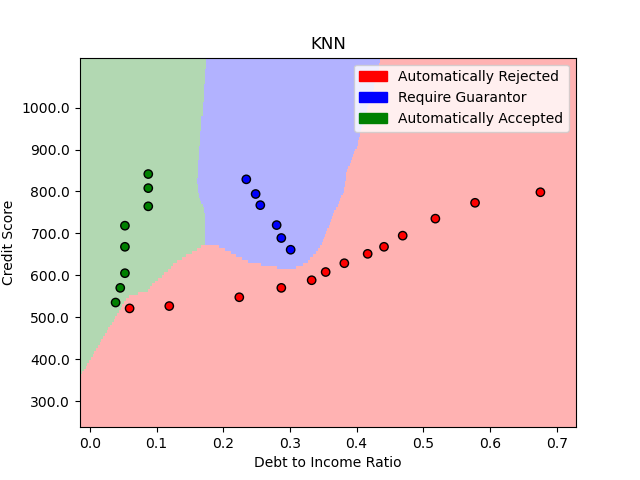 KNN
Automatically Rejected
Require Guarantor
Automatically Accepted
Credit Score
1000.0
900.0
800.0
700.0
600.0
500.0
400.0
300.0
0.0 0.1 0.2 0.3 0.4 0.5 0.6 0.7
Debt to Income Ratio